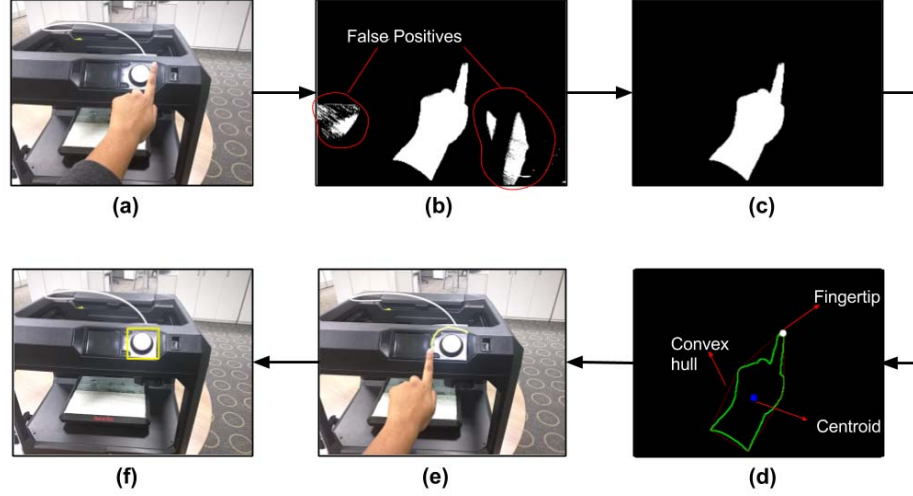 False Positives
(a)
(b)
(c)
Fingertip
Convex
hull
Centroid
(f)
(e)
(d)